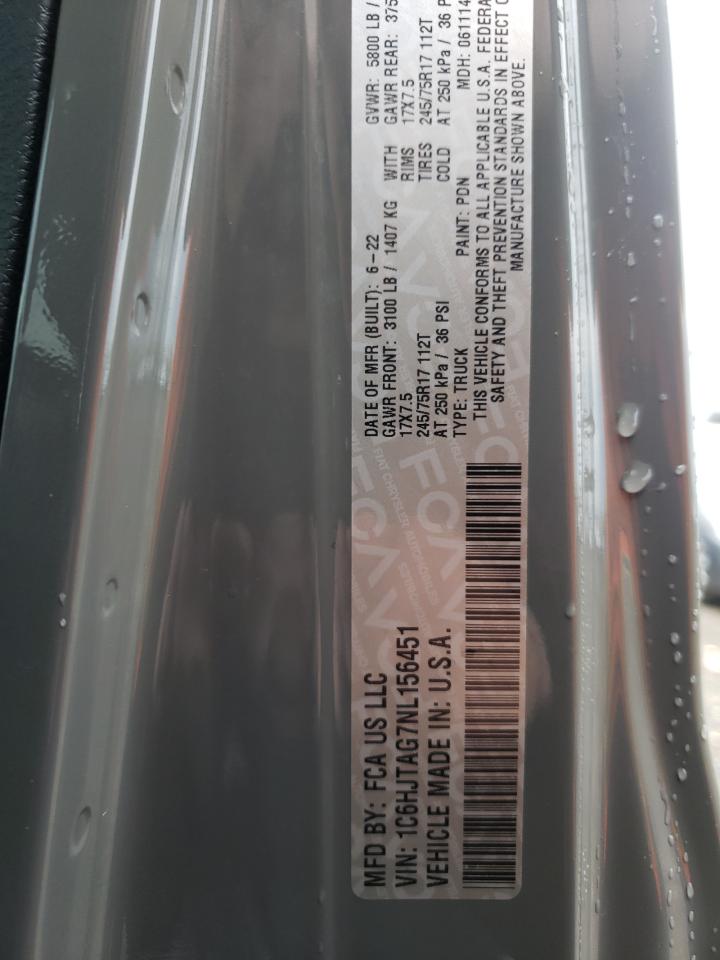 MFD BY: FCA US LLC
VIN: 1C6HJTAG7NL156451
VEHICLE MADE IN: U.S.A.
DATE OF MFR (BUILT): 6-22 GVWR: 5800 LB /
GAWR FRONT: 3100 LB / 1407 KG WITH GAWR REAR: 375
17X7.5 RIMS 17X7.5
245/75R17 112T TIRES 245/75R17 112T
AT 250 kPa / 36 PSI COLD AT 250 kPa / 36 P
TYPE: TRUCK PAINT: PDN MDH: 061114
THIS VEHICLE CONFORMS TO ALL APPLICABLE U.S.A. FEDERA
SAFETY AND THEFT PREVENTION STANDARDS IN EFFECT O
MANUFACTURE SHOWN ABOVE.